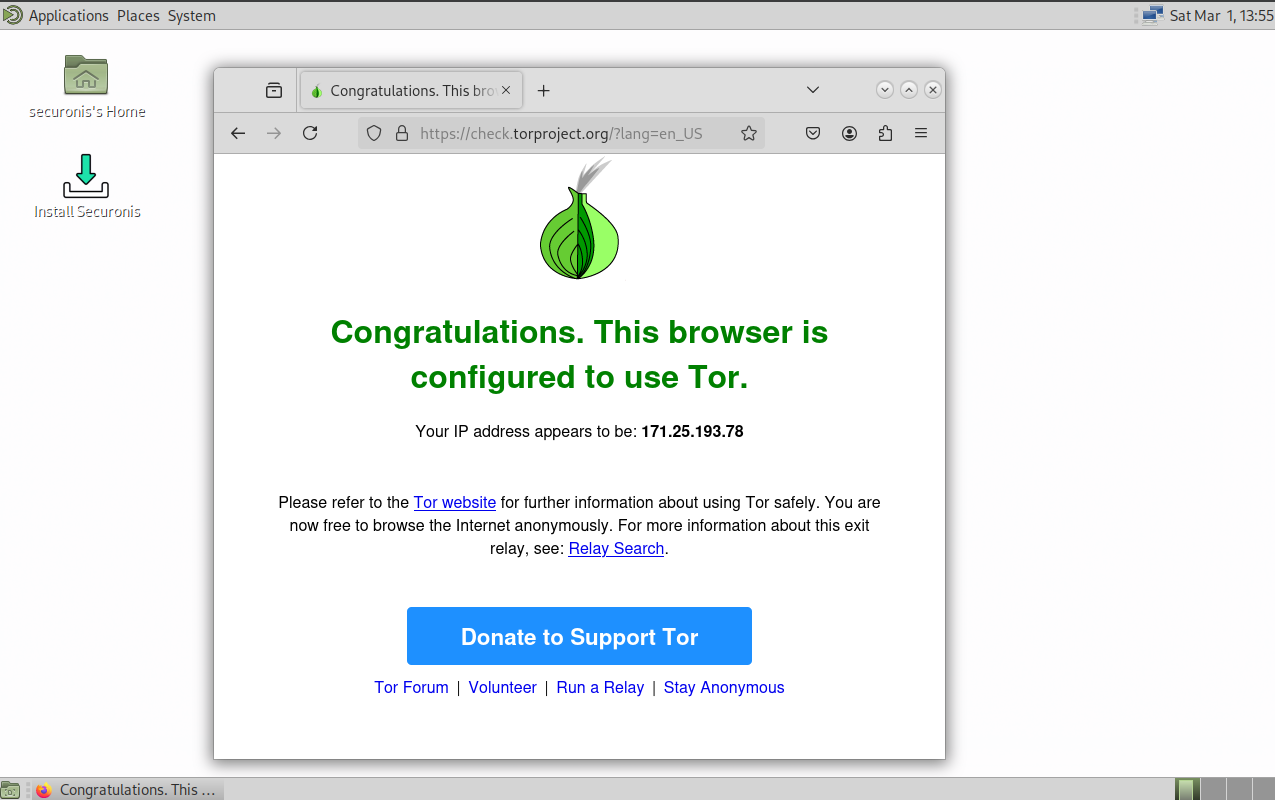 Applications Places System
Sat Mar 1, 13:55
securonis's Home
Install Securonis
Congratulations. This bro
https://check.torproject.org/?lang=en_US
Congratulations. This browser is
configured to use Tor.
Your IP address appears to be: 171.25.193.78
Please refer to the Tor website for further information about using Tor safely. You are
now free to browse the Internet anonymously. For more information about this exit
relay, see: Relay Search.
Donate to Support Tor
Tor Forum | Volunteer | Run a Relay | Stay Anonymous
Congratulations. This ...